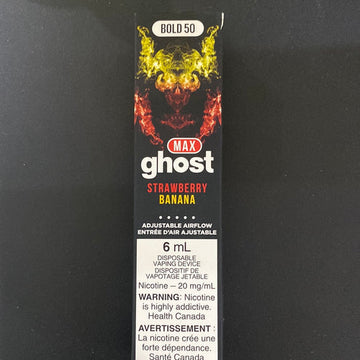 BOLD 50
MAX
ghost
STRAWBERRY
BANANA
ADJUSTABLE AIRFLOW
ENTRÉE D'AIR AJUSTABLE
6 mL
DISPOSABLE
VAPING DEVICE
DISPOSITIF DE
VAPOTAGE JETABLE
Nicotine – 20 mg/mL
WARNING: Nicotine
is highly addictive.
Health Canada
AVERTISSEMENT :
La nicotine crée une
forte dépendance.
Santé Canada